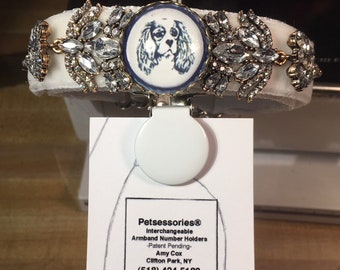 Petsessories®
Interchangeable
Armband Number Holders
-Patent Pending-
Amy Cox
Clifton Park, NY